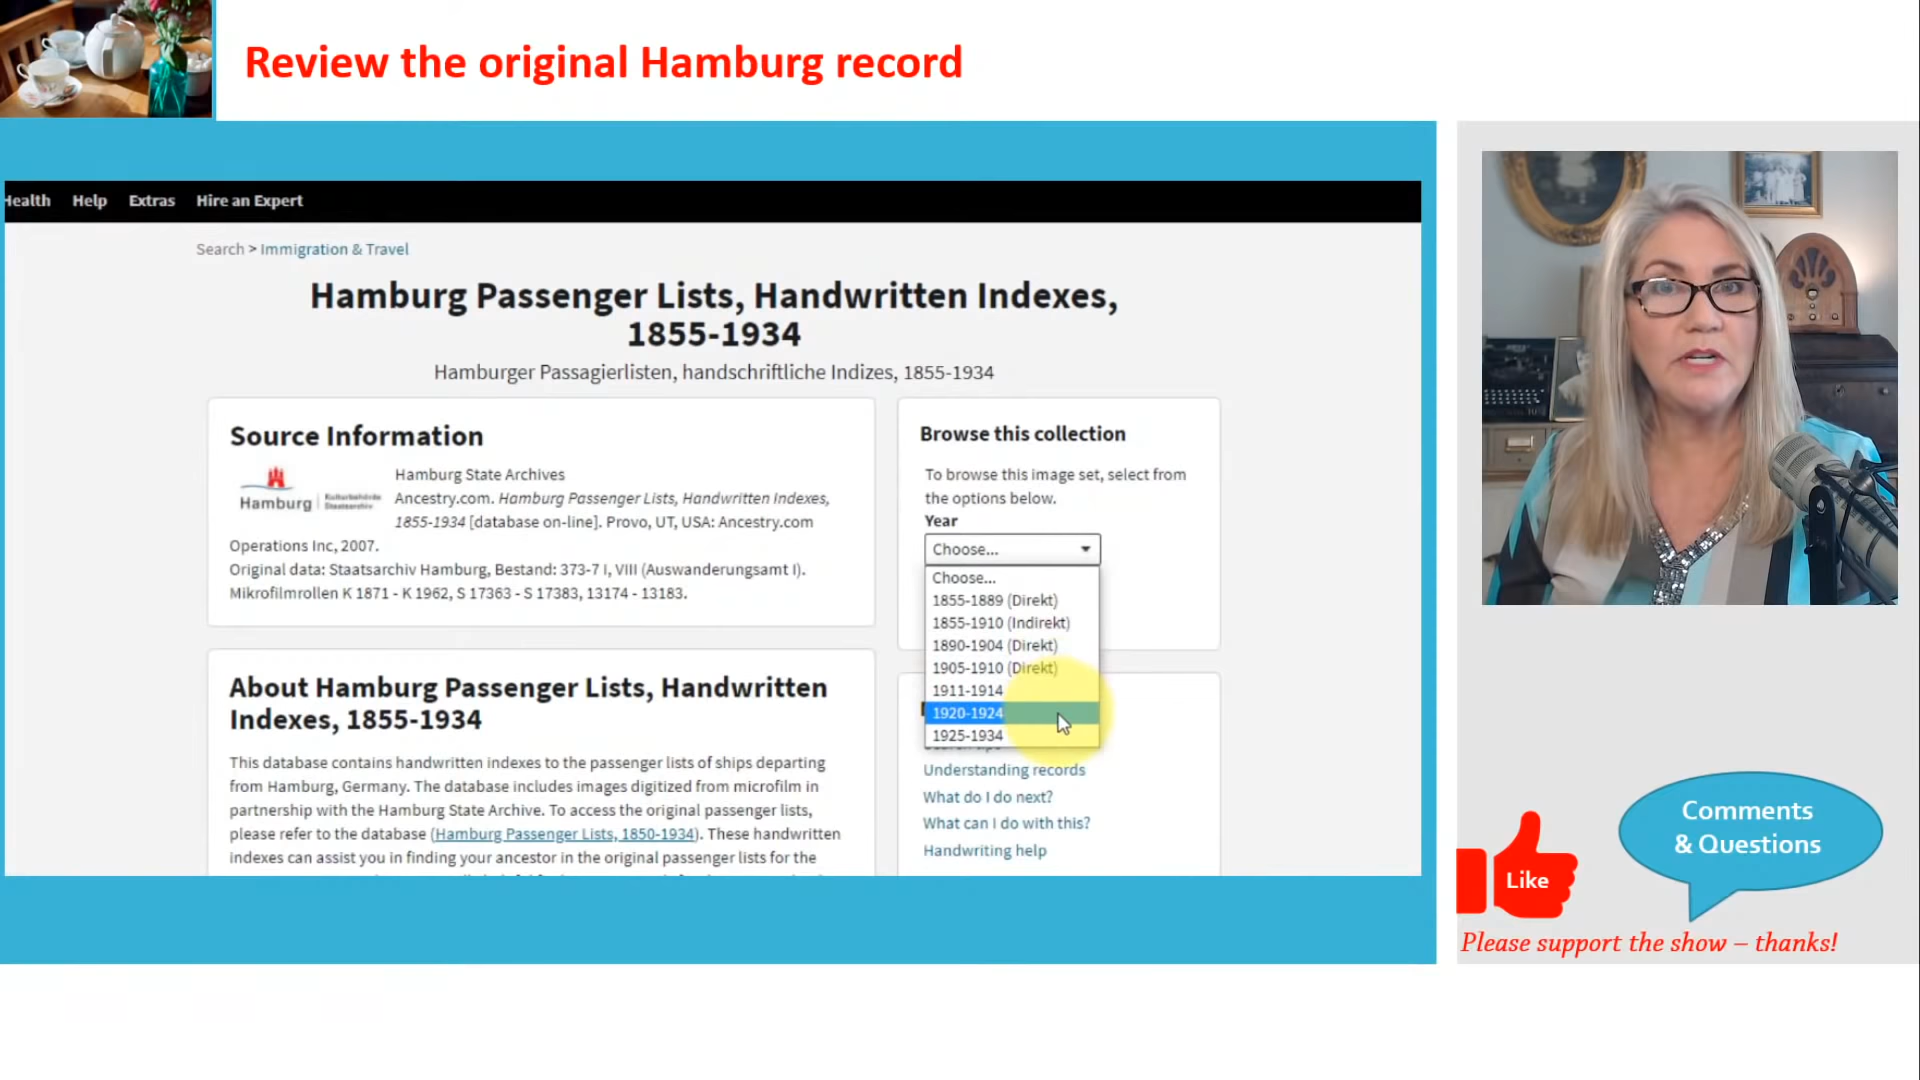 Review the original Hamburg record
Health Help Extras Hire an Expert
Search > Immigration & Travel
Hamburg Passenger Lists, Handwritten Indexes,
1855-1934
Hamburger Passagierlisten, handschriftliche Indizes, 1855-1934
Source Information
Hamburg
Kulturbehörde
Staatsarchiv
Hamburg State Archives
Ancestry.com. Hamburg Passenger Lists, Handwritten Indexes,
1855-1934 [database on-line]. Provo, UT, USA: Ancestry.com
Operations Inc, 2007.
Original data: Staatsarchiv Hamburg, Bestand: 373-7 I, VIII (Auswanderungsamt I).
Mikrofilmrollen K 1871 - K 1962, S 17363 - S 17383, 13174 - 13183.
About Hamburg Passenger Lists, Handwritten
Indexes, 1855-1934
This database contains handwritten indexes to the passenger lists of ships departing
from Hamburg, Germany. The database includes images digitized from microfilm in
partnership with the Hamburg State Archive. To access the original passenger lists,
please refer to the database (Hamburg Passenger Lists, 1850-1934). These handwritten
indexes can assist you in finding your ancestor in the original passenger lists for the
Browse this collection
To browse this image set, select from
the options below.
Year
Choose...
Choose...
1855-1889 (Direkt)
1855-1910 (Indirekt)
1890-1904 (Direkt)
1905-1910 (Direkt)
1911-1914
1920-1924
1925-1934
Understanding records
What do I do next?
What can I do with this?
Handwriting help
Like
Comments
& Questions
Please support the show – thanks!